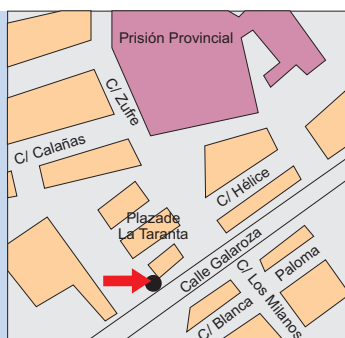 Prisión Provincial
C/ Zufre
C/ Calañas
C/ Hélice
Plazade
La Taranta
Calle Galaroza
Paloma
C/ Los Milanos
C/ Blanca